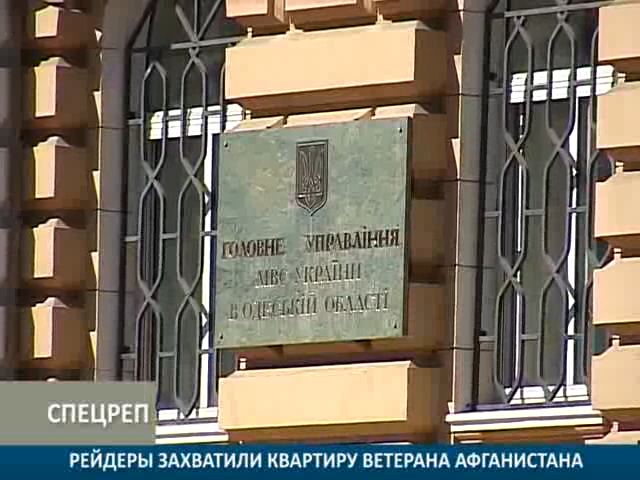 ГОЛОВНЕ УПРАВЛІННЯ
МВС УКРАЇНИ
В ОДЕСЬКІЙ ОБЛАСТІ
СПЕЦРЕП
РЕЙДЕРЫ ЗАХВАТИЛИ КВАРТИРУ ВЕТЕРАНА АФГАНИСТАНА